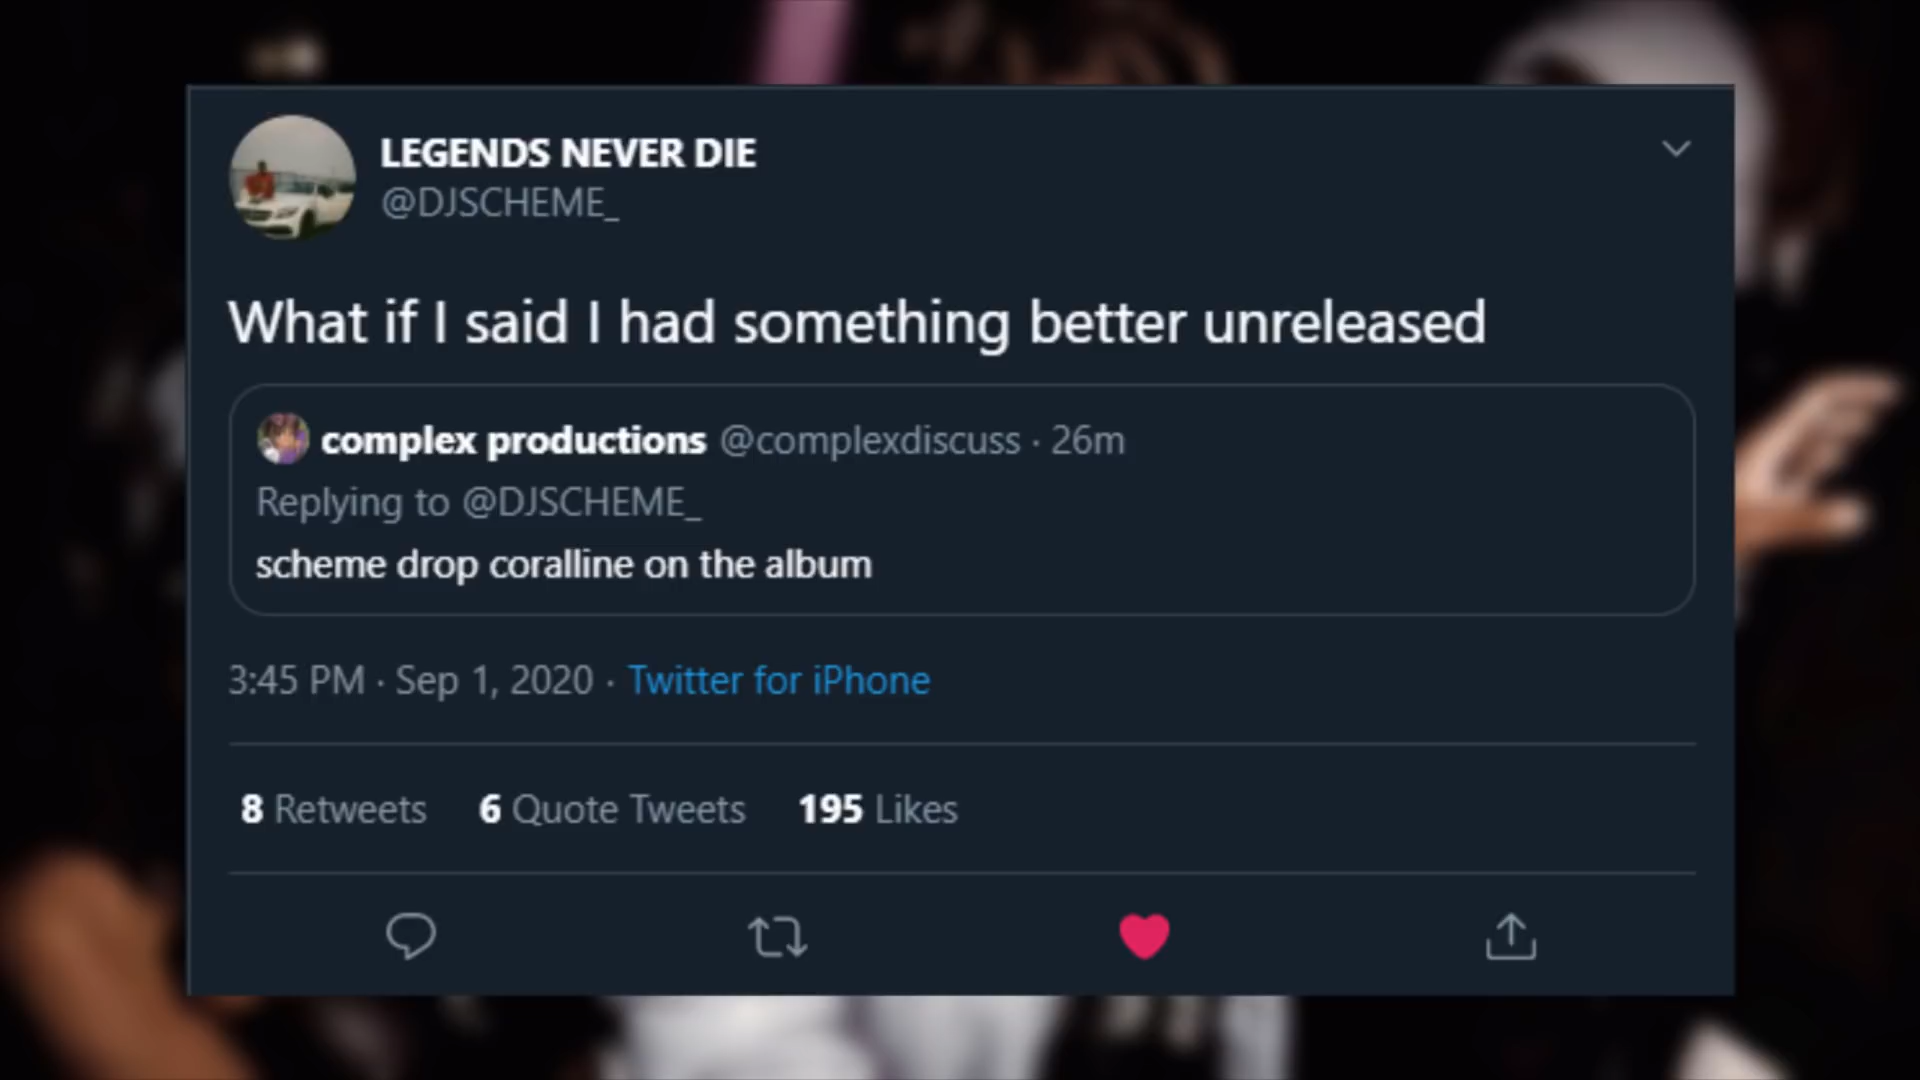 LEGENDS NEVER DIE
@DJSCHEME_
What if I said I had something better unreleased
complex productions @complexdiscuss · 26m
Replying to @DJSCHEME_
scheme drop coralline on the album
3:45 PM · Sep 1, 2020 · Twitter for iPhone
8 Retweets 6 Quote Tweets 195 Likes